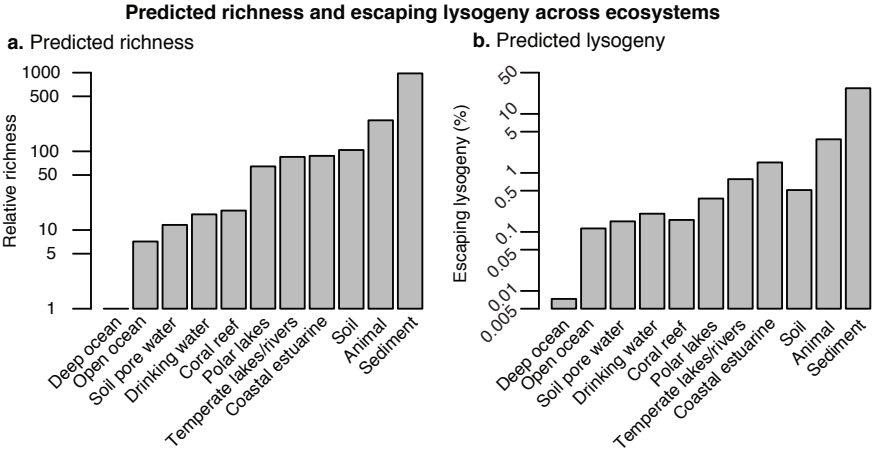 Predicted richness and escaping lysogeny across ecosystems
a. Predicted richness
Relative richness
1000
500
100
50
10
5
1
Deep ocean
Open ocean
Soil pore water
Drinking water
Coral reef
Polar lakes
Temperate lakes/rivers
Coastal estuarine
Soil
Animal
Sediment
b. Predicted lysogeny
Escaping lysogeny (%)
50
10
5
1
0.5
0.1
0.05
0.01
0.005
Deep ocean
Open ocean
Soil pore water
Drinking water
Coral reef
Polar lakes
Temperate lakes/rivers
Coastal estuarine
Soil
Animal
Sediment